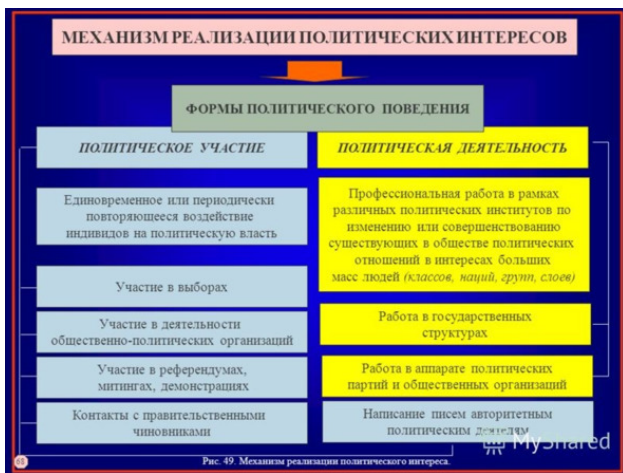 МЕХАНИЗМ РЕАЛИЗАЦИИ ПОЛИТИЧЕСКИХ ИНТЕРЕСОВ
ФОРМЫ ПОЛИТИЧЕСКОГО ПОВЕДЕНИЯ
ПОЛИТИЧЕСКОЕ УЧАСТИЕ
Единовременное или периодически
повторяющееся воздействие
индивидов на политическую власть
Участие в выборах
Участие в деятельности
общественно-политических организаций
Участие в референдумах,
митингах, демонстрациях
Контакты с правительственными
чиновниками
ПОЛИТИЧЕСКАЯ ДЕЯТЕЛЬНОСТЬ
Профессиональная работа в рамках
различных политических институтов по
изменению или совершенствованию
существующих в обществе политических
отношений в интересах больших
масс людей (классов, наций, групп, слоев)
Работа в государственных
структурах
Работа в аппарате политических
партий и общественных организаций
Написание писем авторитетным
политическим деятелям
MyShared
68
Рис. 49. Механизм реализации политического интереса.